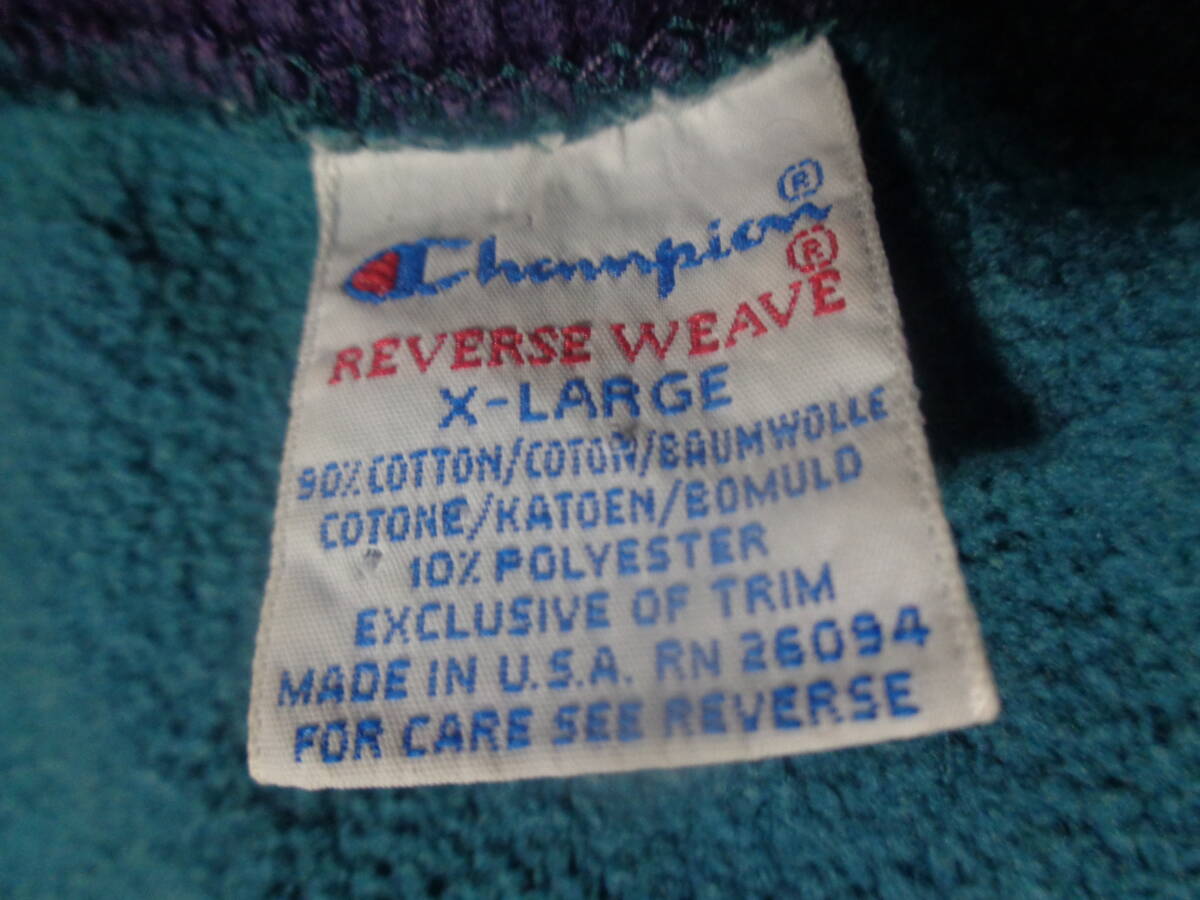 Champion®
REVERSE WEAVE®
X-LARGE
90% COTTON/COTON/BAUMWOLLE
COTONE/KATOEN/BOMULD
10% POLYESTER
EXCLUSIVE OF TRIM
MADE IN U.S.A. RN 26094
FOR CARE SEE REVERSE